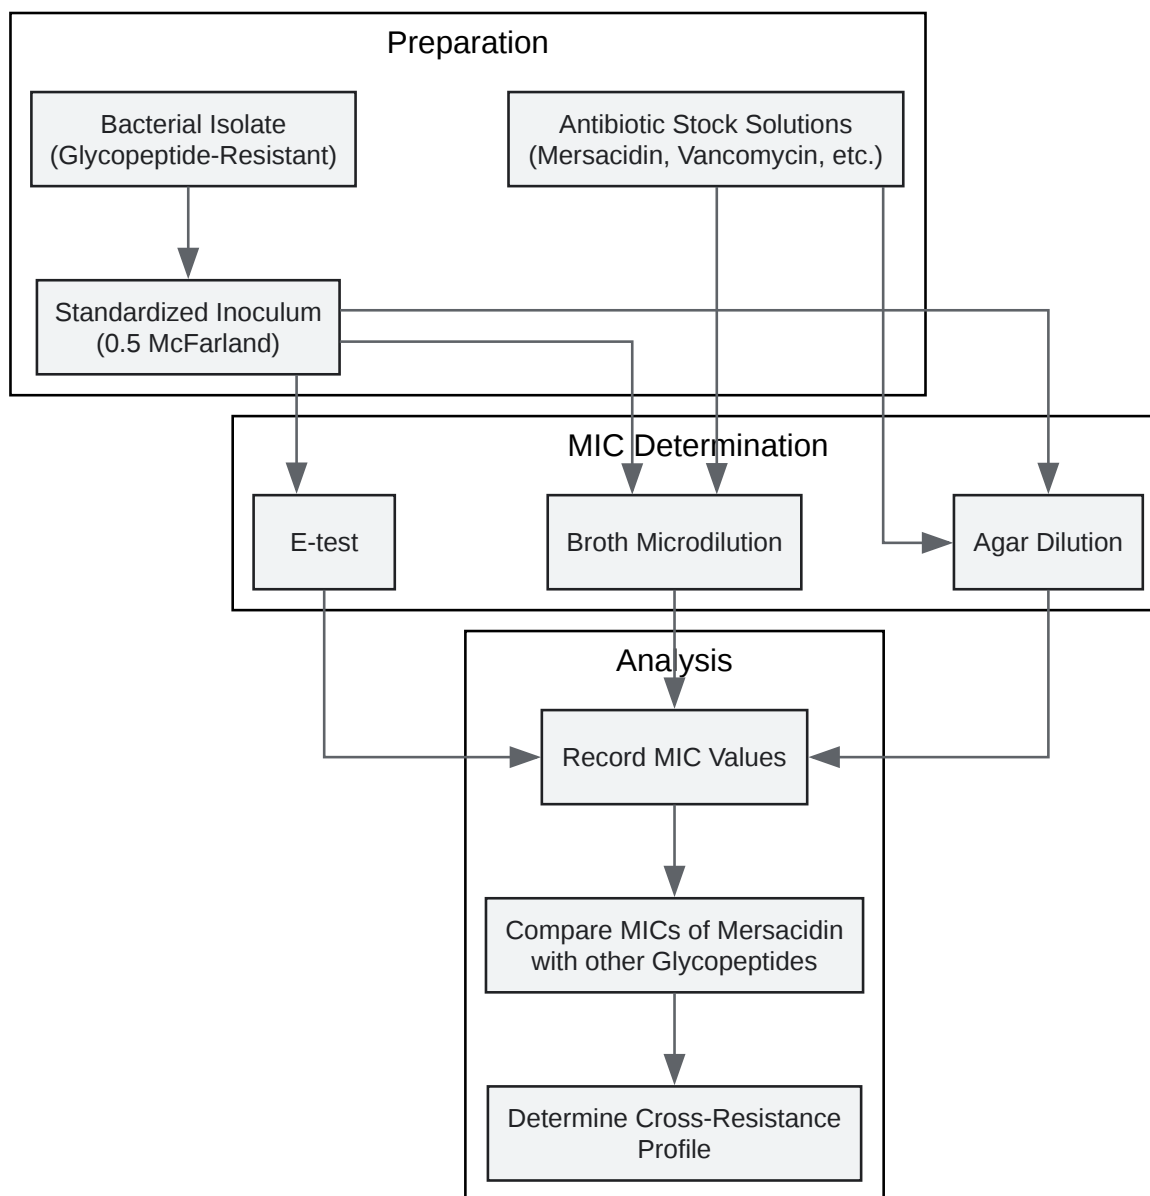 Preparation
Bacterial Isolate
(Glycopeptide-Resistant)
Antibiotic Stock Solutions
(Mersacidin, Vancomycin, etc.)
Standardized Inoculum
(0.5 McFarland)
MIC Determination
E-test
Broth Microdilution
Agar Dilution
Analysis
Record MIC Values
Compare MICs of Mersacidin
with other Glycopeptides
Determine Cross-Resistance
Profile